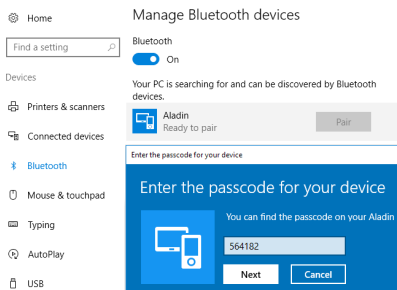 Home
Find a setting
Devices
Printers & scanners
Connected devices
Bluetooth
Mouse & touchpad
Typing
AutoPlay
USB
Manage Bluetooth devices
Bluetooth
On
Your PC is searching for and can be discovered by Bluetooth
devices.
Aladin
Ready to pair
Pair
Enter the passcode for your device
Enter the passcode for your device
You can find the passcode on your Aladin
564182
Next
Cancel